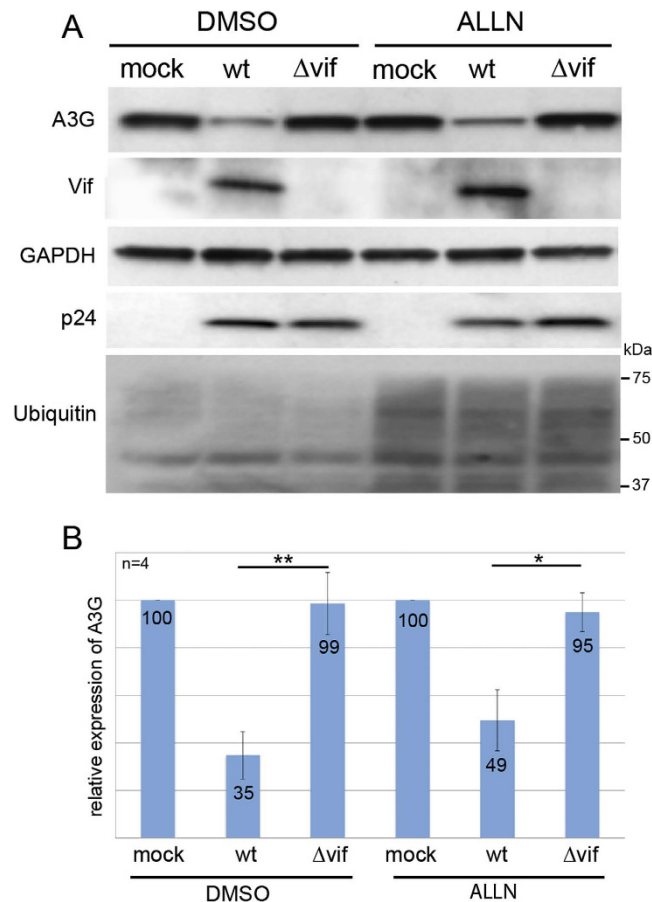 A
DMSO ALLN
mock wt Δvif mock wt Δvif
A3G
Vif
GAPDH
p24
kDa
75
Ubiquitin
50
37
B
n=4
** *
relative expression of A3G
100 35 99 100 49 95
mock wt Δvif mock wt Δvif
DMSO ALLN